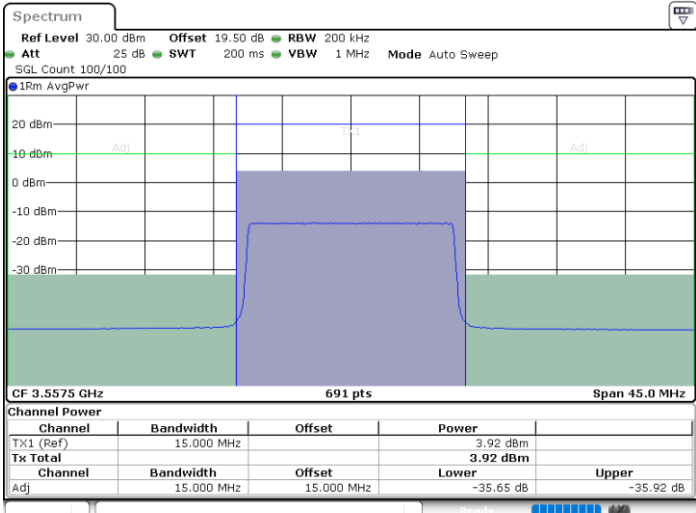 Spectrum
Ref Level 30.00 dBm Offset 19.50 dB RBW 200 kHz
Att 25 dB SWT 200 ms VBW 1 MHz Mode Auto Sweep
SGL Count 100/100
1Rm AvgPwr
20 dBm
TX1
Adj Adj
10 dBm
0 dBm
-10 dBm
-20 dBm
-30 dBm
CF 3.5575 GHz 691 pts Span 45.0 MHz
Channel Power
Channel Bandwidth Offset Power
TX1 (Ref) 15.000 MHz 3.92 dBm
Tx Total 3.92 dBm
Channel Bandwidth Offset Lower Upper
Adj 15.000 MHz 15.000 MHz -35.65 dB -35.92 dB
Ready